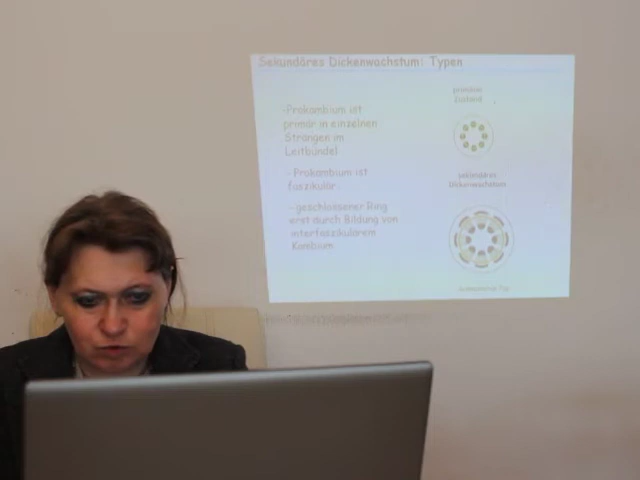 Sekundäres Dickenwachstum: Typen
primärer
Zustand
-Prokambium ist
primär in einzelnen
Strängen im
Leitbündel
- Prokambium ist
faszikulär.
- geschlossener Ring
erst durch Bildung von
interfaszikulärem
Kambium
sekundäres
Dickenwachstum